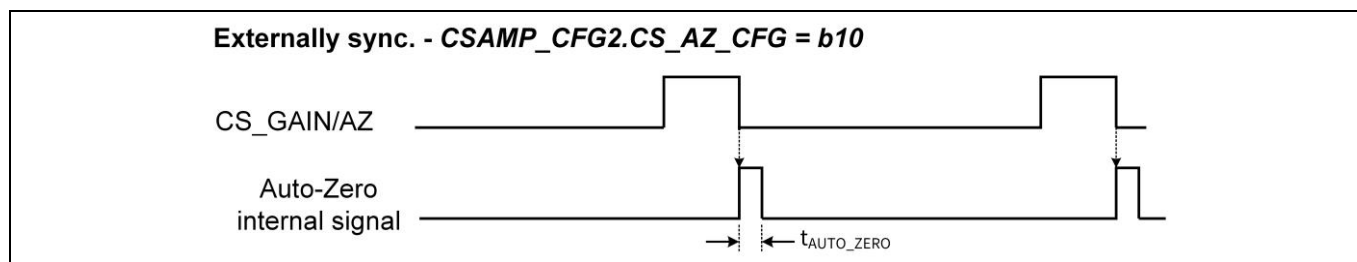 Externally sync. - CSAMP_CFG2.CS_AZ_CFG = b10
CS_GAIN/AZ
Auto-Zero
internal signal
tAUTO_ZERO